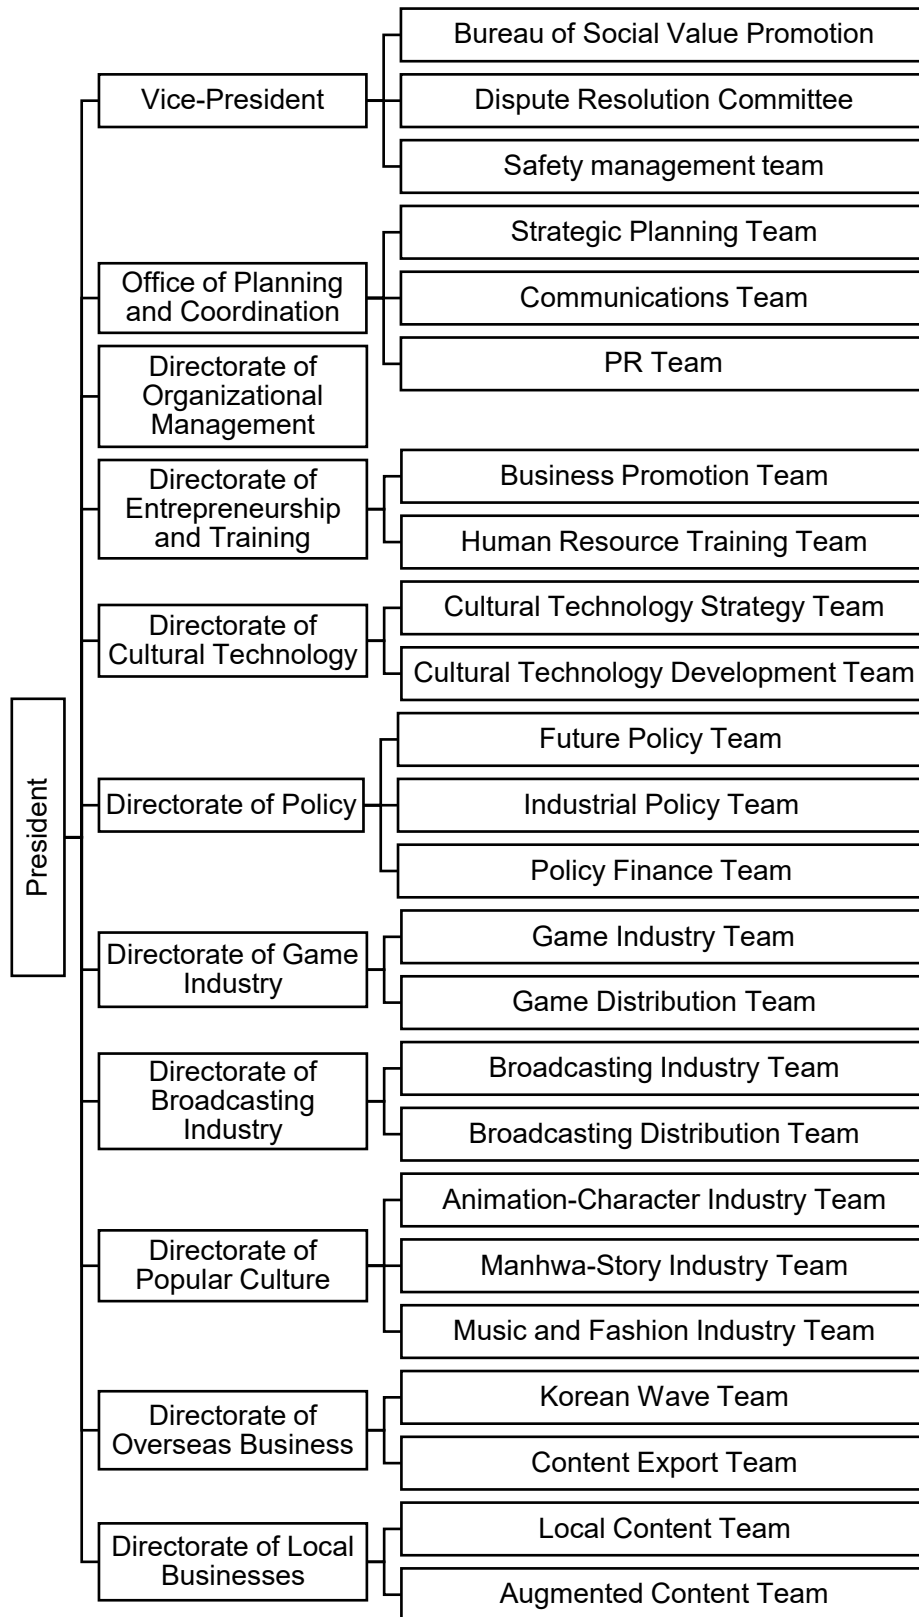 President
Vice-President
Bureau of Social Value Promotion
Dispute Resolution Committee
Safety management team
Office of Planning
and Coordination
Strategic Planning Team
Communications Team
PR Team
Directorate of
Organizational
Management
Directorate of
Entrepreneurship
and Training
Business Promotion Team
Human Resource Training Team
Directorate of
Cultural Technology
Cultural Technology Strategy Team
Cultural Technology Development Team
Directorate of Policy
Future Policy Team
Industrial Policy Team
Policy Finance Team
Directorate of Game
Industry
Game Industry Team
Game Distribution Team
Directorate of
Broadcasting
Industry
Broadcasting Industry Team
Broadcasting Distribution Team
Directorate of
Popular Culture
Animation-Character Industry Team
Manhwa-Story Industry Team
Music and Fashion Industry Team
Directorate of
Overseas Business
Korean Wave Team
Content Export Team
Directorate of Local
Businesses
Local Content Team
Augmented Content Team